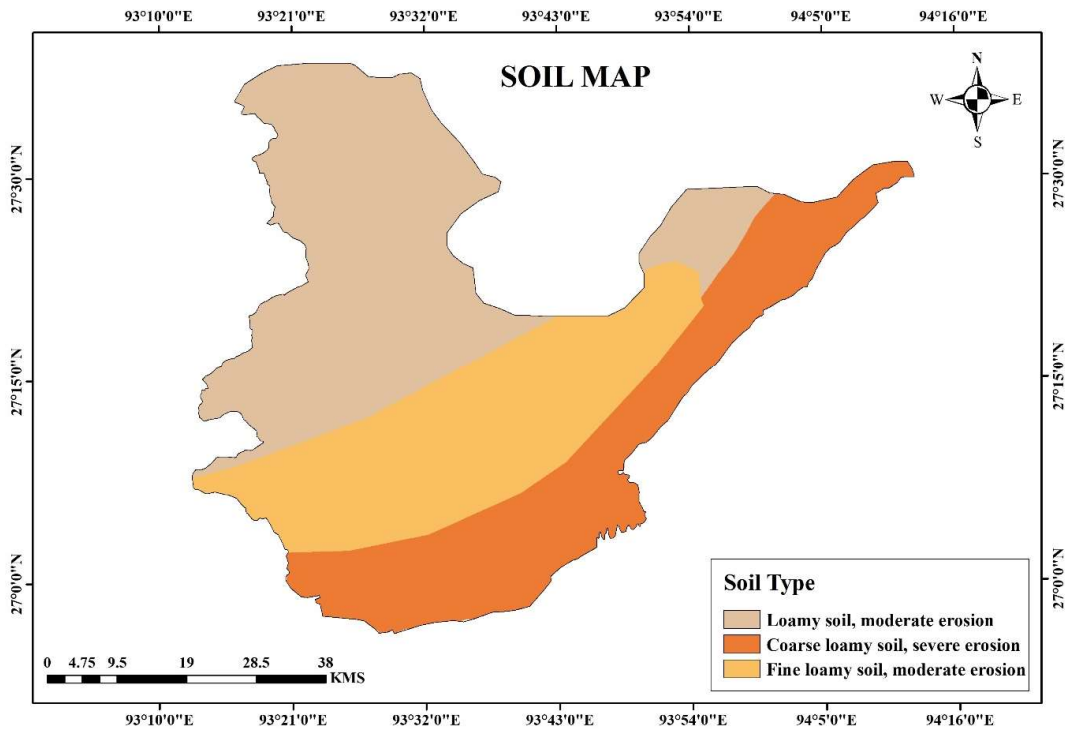 93°10'0"E 93°21'0"E 93°32'0"E 93°43'0"E 93°54'0"E 94°5'0"E 94°16'0"E
SOIL MAP
N
W E
S
27°30'0"N 27°30'0"N
27°15'0"N 27°15'0"N
27°0'0"N 27°0'0"N
Soil Type
Loamy soil, moderate erosion
Coarse loamy soil, severe erosion
Fine loamy soil, moderate erosion
0 4.75 9.5 19 28.5 38
KMS
93°10'0"E 93°21'0"E 93°32'0"E 93°43'0"E 93°54'0"E 94°5'0"E 94°16'0"E